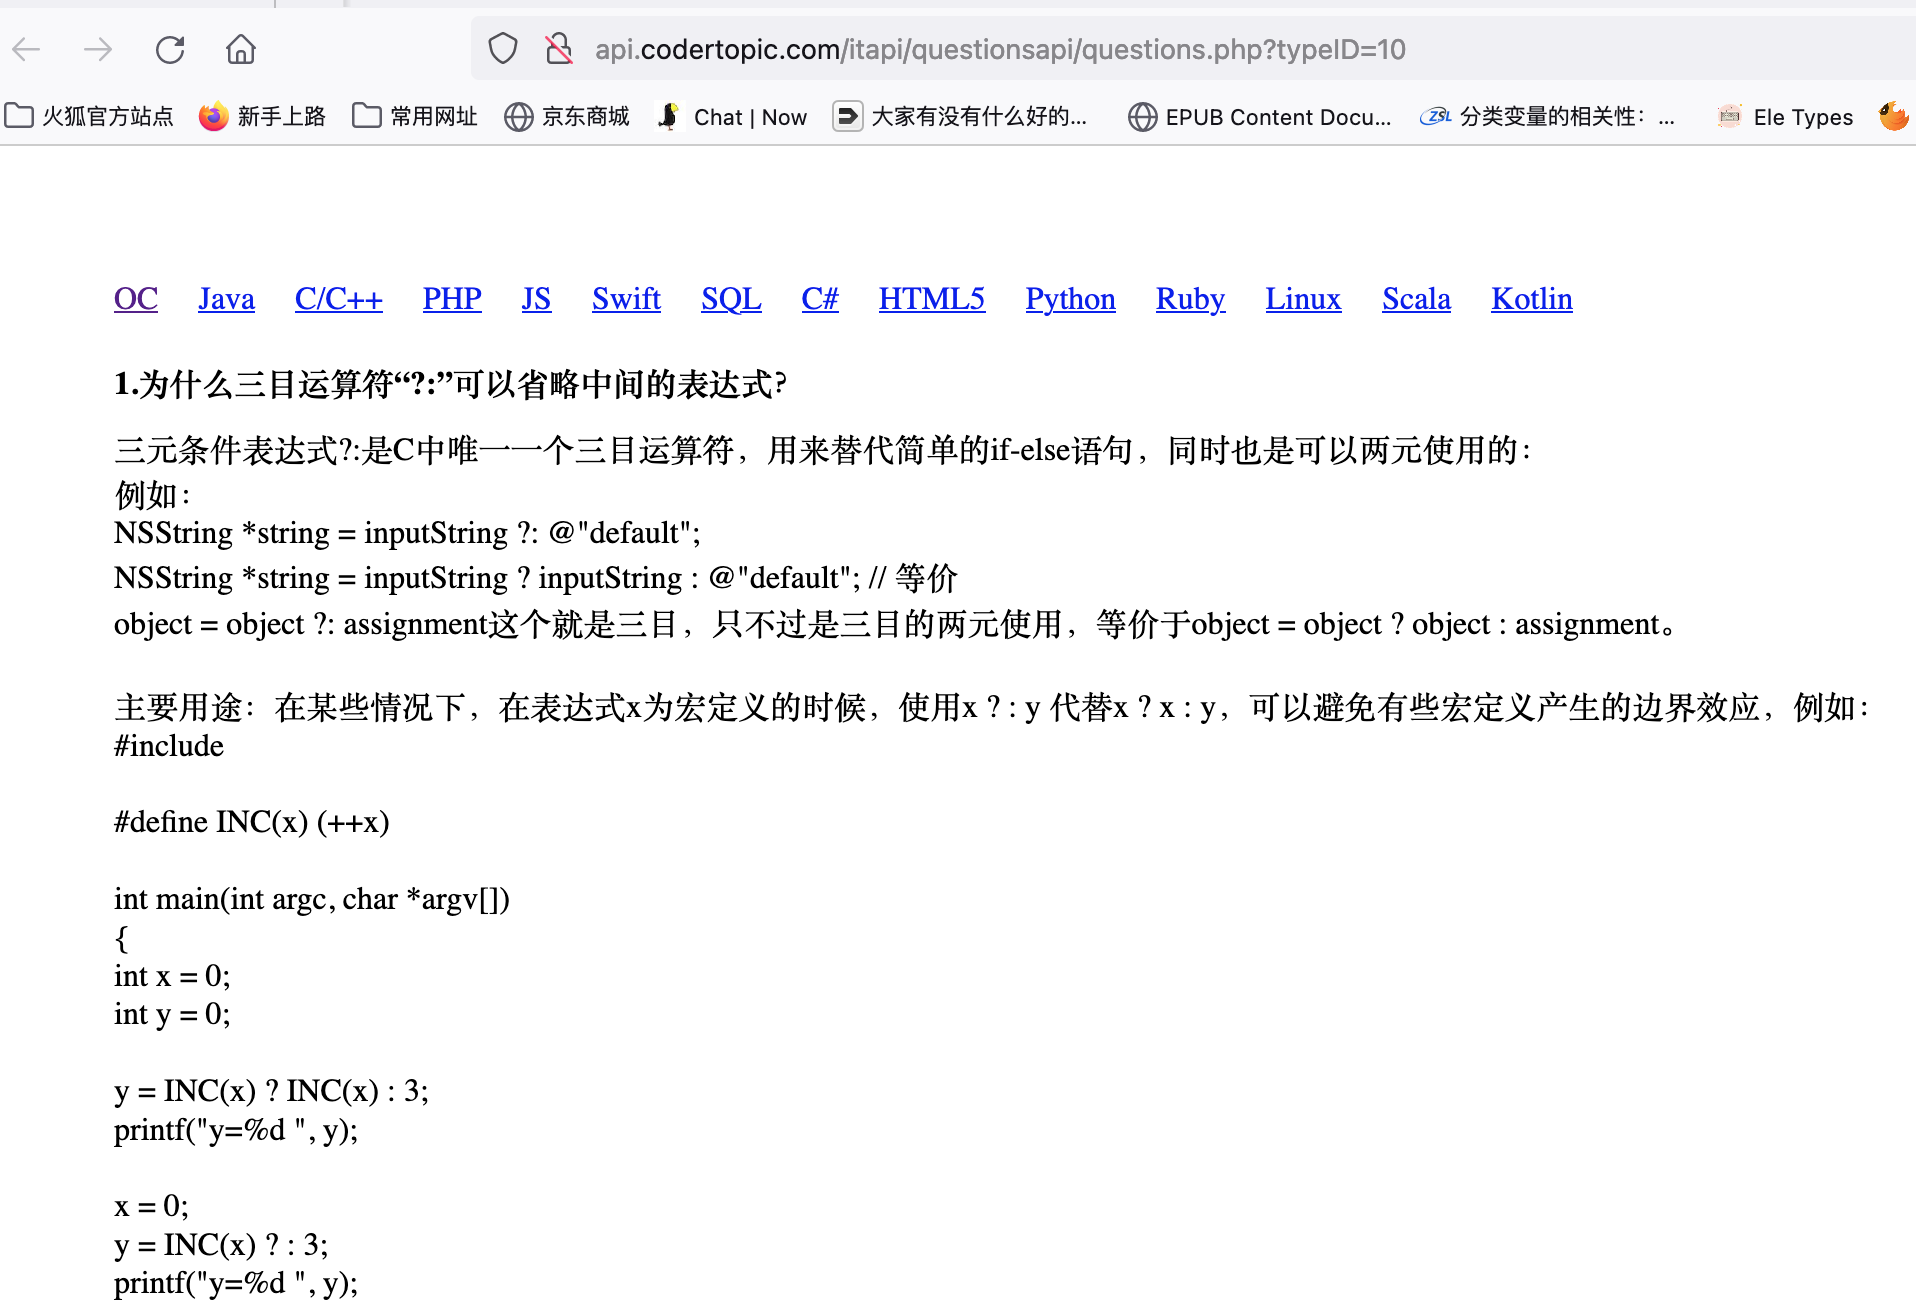 api.codertopic.com/itapi/questionsapi/questions.php?typeID=10
火狐官方站点 新手上路 常用网址 京东商城 Chat | Now 大家有没有什么好的... EPUB Content Docu... ZSL 分类变量的相关性：... Ele Types
OC Java C/C++ PHP JS Swift SQL C# HTML5 Python Ruby Linux Scala Kotlin
1.为什么三目运算符“?:”可以省略中间的表达式?
三元条件表达式?:是C中唯一一个三目运算符，用来替代简单的if-else语句，同时也是可以两元使用的：
例如：
NSString *string = inputString ?: @"default";
NSString *string = inputString ? inputString : @"default"; // 等价
object = object ?: assignment这个就是三目，只不过是三目的两元使用，等价于object = object ? object : assignment。
主要用途：在某些情况下，在表达式x为宏定义的时候，使用x ? : y 代替x ? x : y，可以避免有些宏定义产生的边界效应，例如：
#include
#define INC(x) (++x)
int main(int argc, char *argv[])
{
int x = 0;
int y = 0;
y = INC(x) ? INC(x) : 3;
printf("y=%d ", y);
x = 0;
y = INC(x) ? : 3;
printf("y=%d ", y);